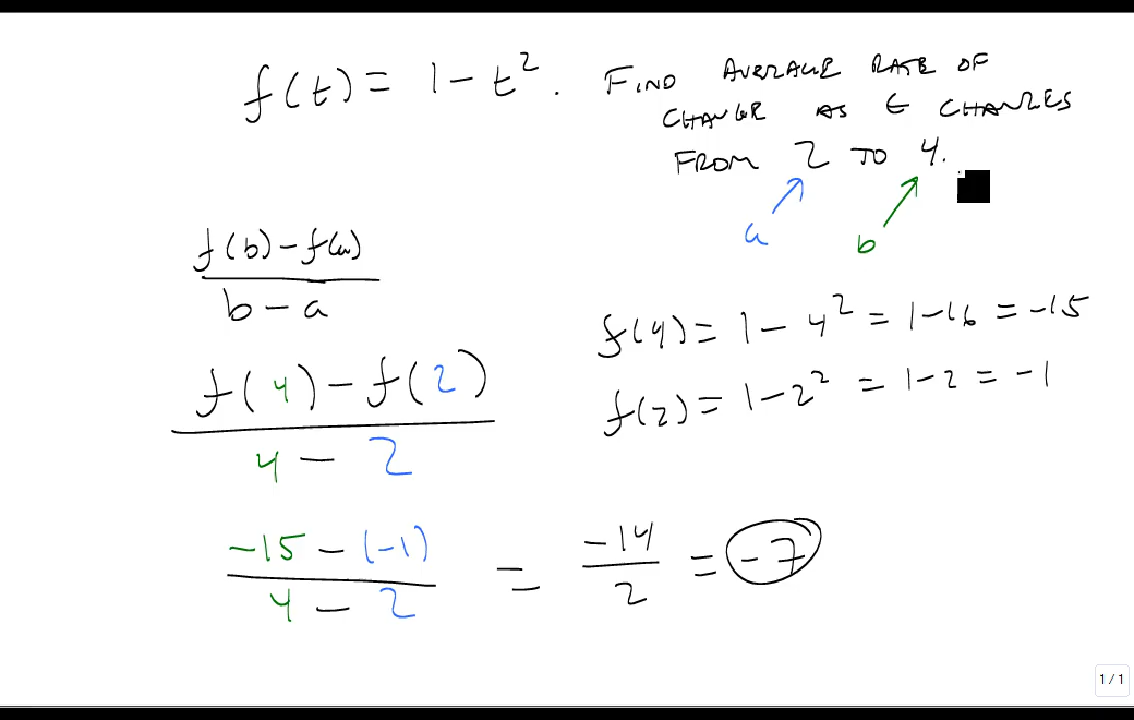 f(t) = 1 - t². FIND AVERAGE RATE OF
CHANGE AS t CHANGES
FROM 2 TO 4.
a b
f(b) - f(a)
b - a
f(4) = 1 - 4² = 1 - 16 = -15
f(2) = 1 - 2² = 1 - 2 = -1
f(4) - f(2)
4 - 2
-15 - (-1)
4 - 2
= -14
2
= -7
1 / 1